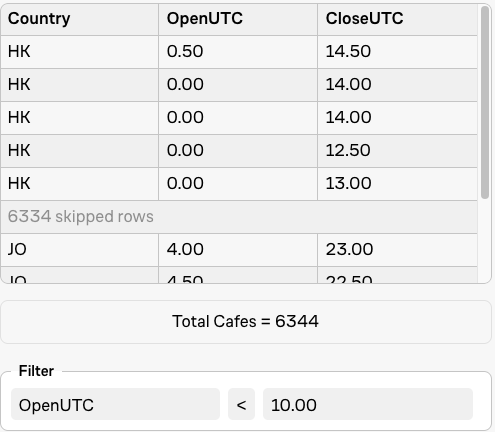 Country OpenUTC CloseUTC
HK 0.50 14.50
HK 0.00 14.00
HK 0.00 14.00
HK 0.00 12.50
HK 0.00 13.00
6334 skipped rows
JO 4.00 23.00
JO 4.50 22.50
Total Cafes = 6344
Filter
OpenUTC < 10.00